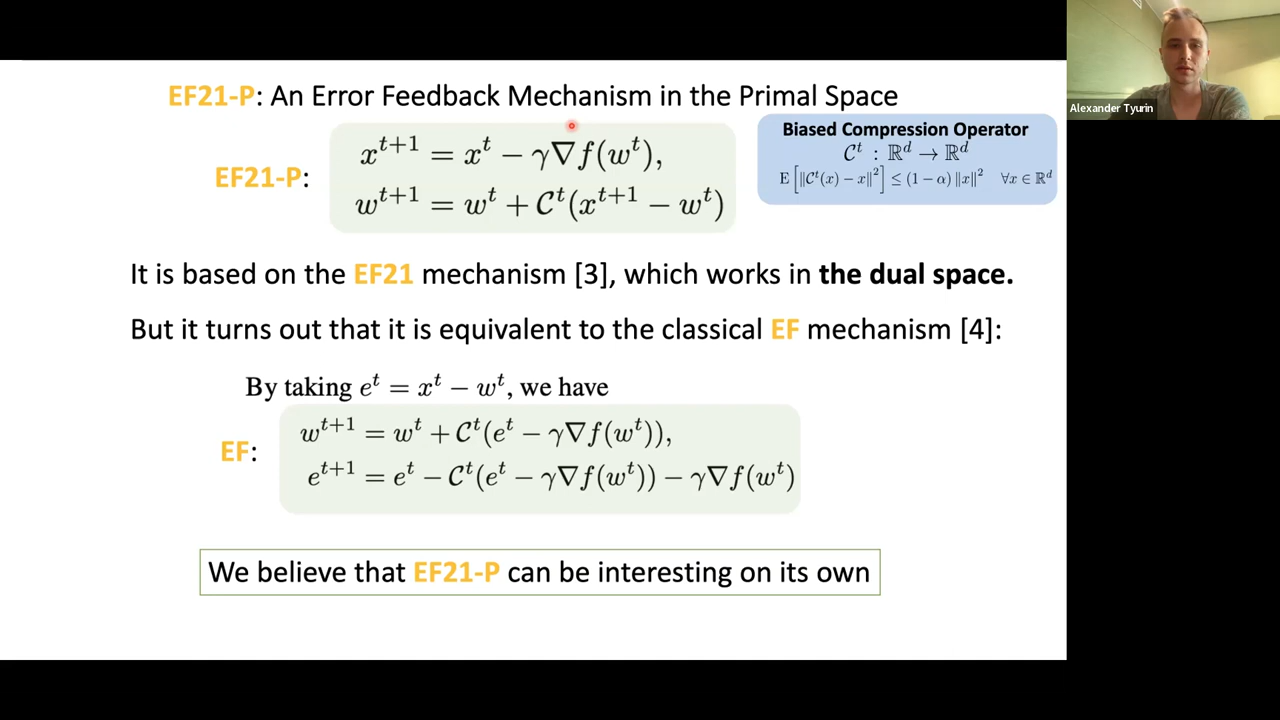 EF21-P: An Error Feedback Mechanism in the Primal Space
EF21-P:
x^{t+1} = x^t − γ∇f(w^t),
w^{t+1} = w^t + C^t(x^{t+1} − w^t)
Biased Compression Operator
C^t : ℝ^d → ℝ^d
E[‖C^t(x) − x‖^2] ≤ (1 − α) ‖x‖^2 ∀x ∈ ℝ^d
Alexander Tyurin
It is based on the EF21 mechanism [3], which works in the dual space.
But it turns out that it is equivalent to the classical EF mechanism [4]:
By taking e^t = x^t − w^t, we have
EF:
w^{t+1} = w^t + C^t(e^t − γ∇f(w^t)),
e^{t+1} = e^t − C^t(e^t − γ∇f(w^t)) − γ∇f(w^t)
We believe that EF21-P can be interesting on its own